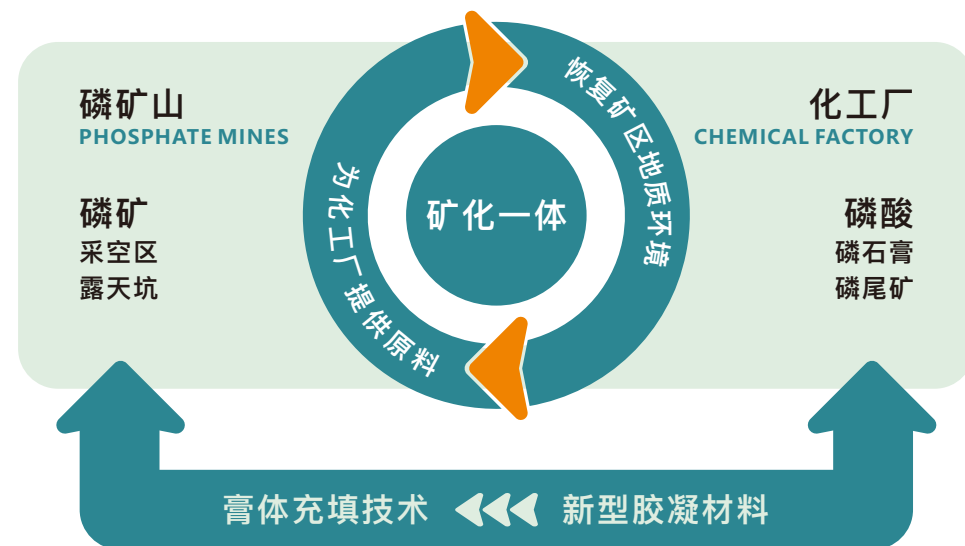 磷矿山
PHOSPHATE MINES
磷矿
采空区
露天坑
为化工厂提供原料
矿化一体
恢复矿区地质环境
化工厂
CHEMICAL FACTORY
磷酸
磷石膏
磷尾矿
膏体充填技术
新型胶凝材料